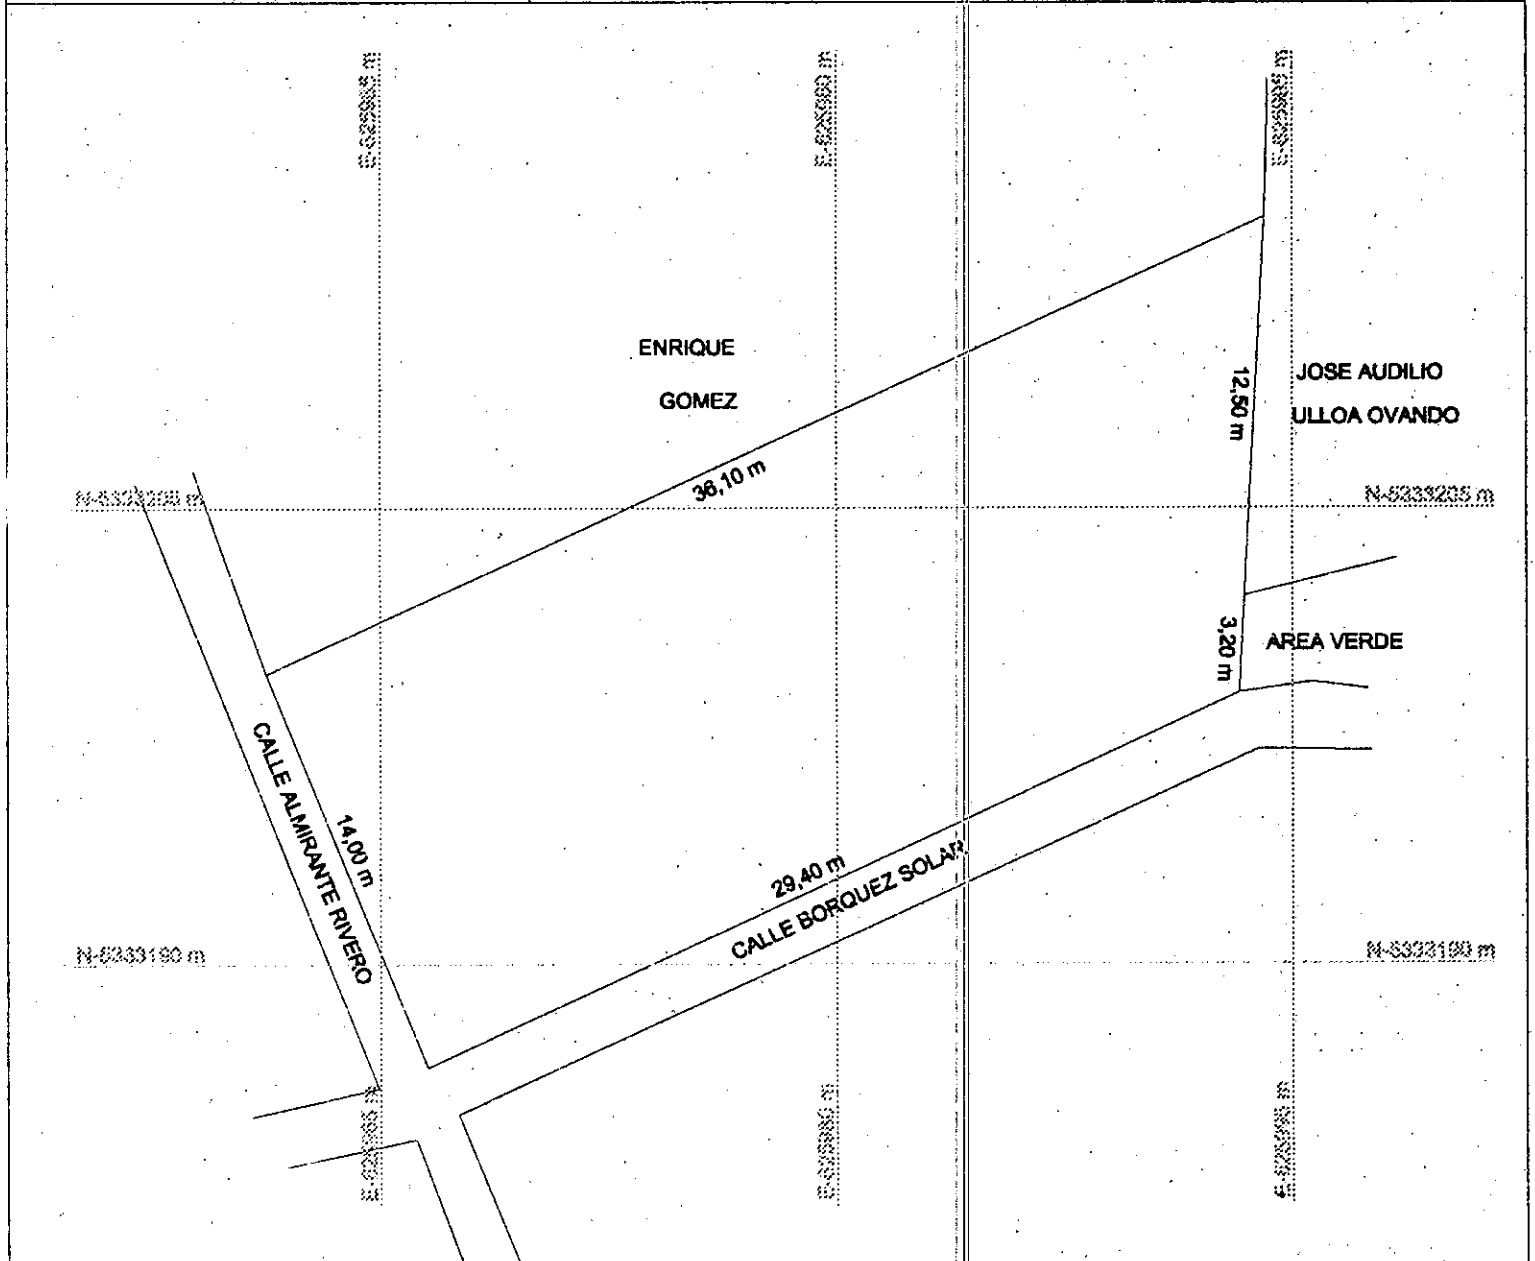 ENRIQUE
GOMEZ
JOSE AUDILIO
ULLOA OVANDO
12,50 m
36,10 m
N-5333205 m
3,20 m
AREA VERDE
CALLE ALMIRANTE RIVERO
14,00 m
29,40 m
CALLE BORQUEZ SOLAR
N-5333190 m
N-5333190 m